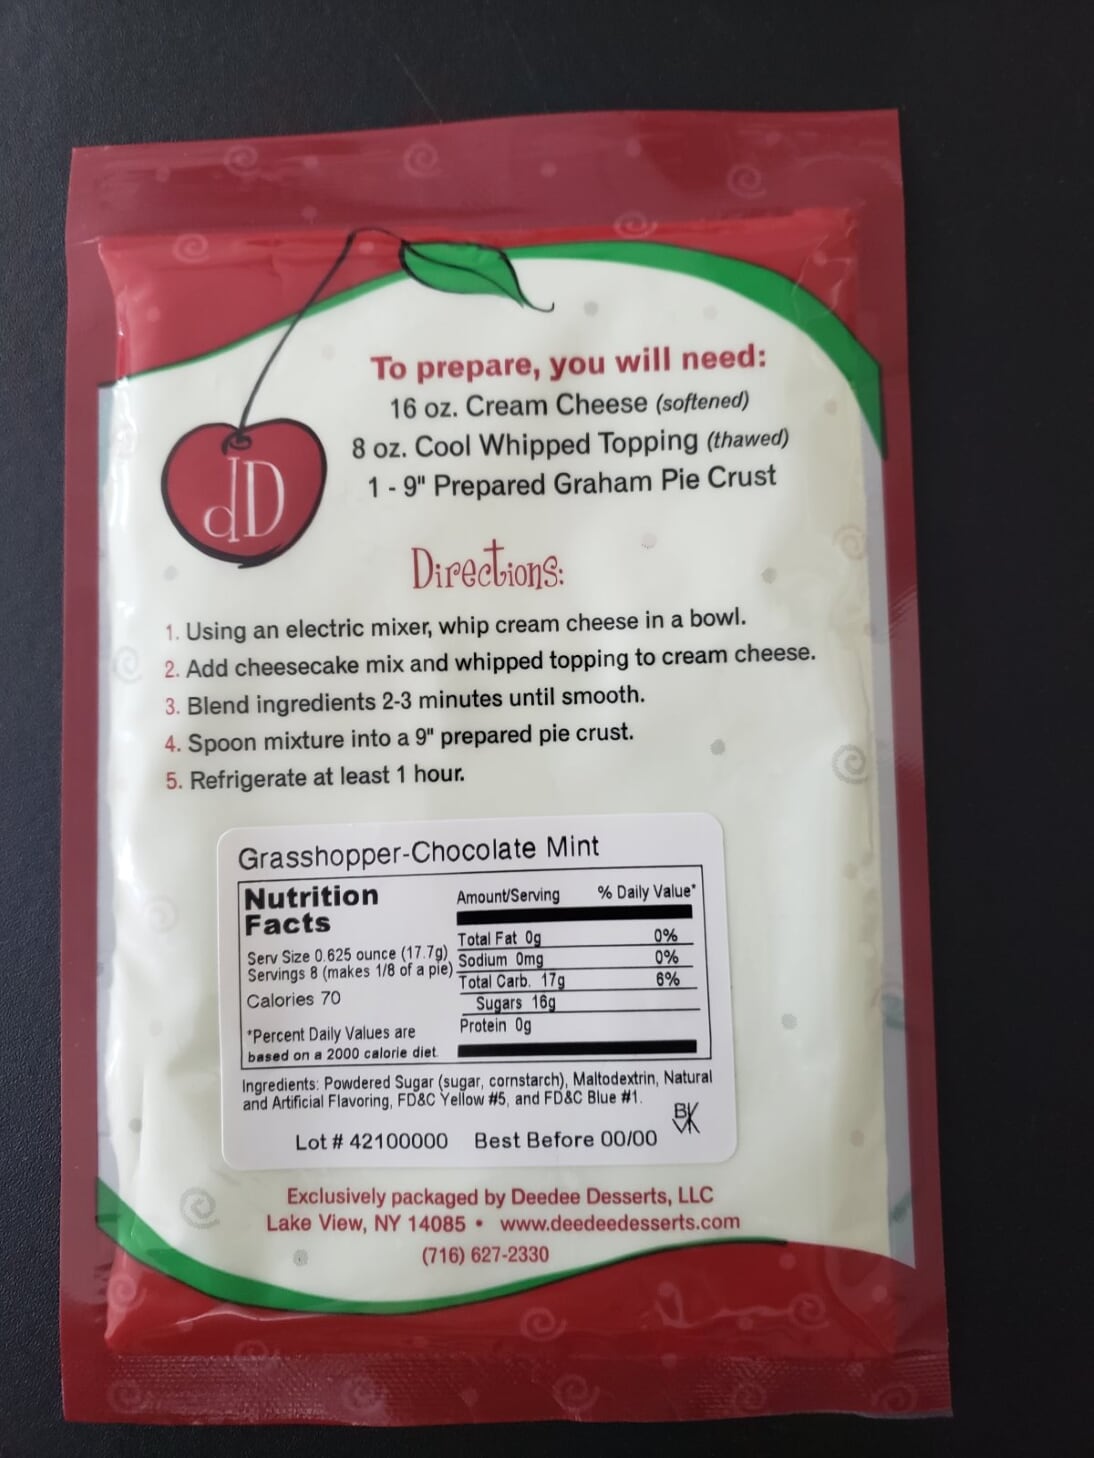 To prepare, you will need:
16 oz. Cream Cheese (softened)
8 oz. Cool Whipped Topping (thawed)
1 - 9" Prepared Graham Pie Crust
dD
Directions:
1. Using an electric mixer, whip cream cheese in a bowl.
2. Add cheesecake mix and whipped topping to cream cheese.
3. Blend ingredients 2-3 minutes until smooth.
4. Spoon mixture into a 9" prepared pie crust.
5. Refrigerate at least 1 hour.
Grasshopper-Chocolate Mint
Nutrition
Facts
Serv Size 0.625 ounce (17.7g)
Servings 8 (makes 1/8 of a pie)
Calories 70
*Percent Daily Values are
based on a 2000 calorie diet.
Amount/Serving % Daily Value*
Total Fat 0g 0%
Sodium 0mg 0%
Total Carb. 17g 6%
Sugars 16g
Protein 0g
Ingredients: Powdered Sugar (sugar, cornstarch), Maltodextrin, Natural
and Artificial Flavoring, FD&C Yellow #5, and FD&C Blue #1.
Lot # 42100000 Best Before 00/00
Exclusively packaged by Deedee Desserts, LLC
Lake View, NY 14085 • www.deedeedesserts.com
(716) 627-2330